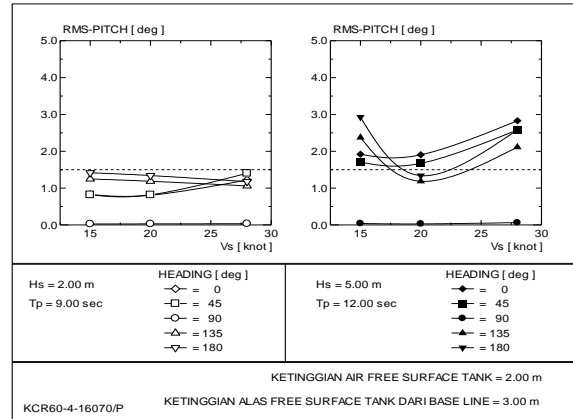 RMS-PITCH [ deg ]
5.0
4.0
3.0
2.0
1.0
0.0
15
20
25
30
Vs [ knot ]
RMS-PITCH [ deg ]
5.0
4.0
3.0
2.0
1.0
0.0
15
20
25
30
Vs [ knot ]
Hs = 2.00 m
Tp = 9.00 sec
HEADING [ deg ]
= 0
= 45
= 90
= 135
= 180
Hs = 5.00 m
Tp = 12.00 sec
HEADING [ deg ]
= 0
= 45
= 90
= 135
= 180
KETINGGIAN AIR FREE SURFACE TANK = 2.00 m
KCR60-4-16070/P
KETINGGIAN ALAS FREE SURFACE TANK DARI BASE LINE = 3.00 m